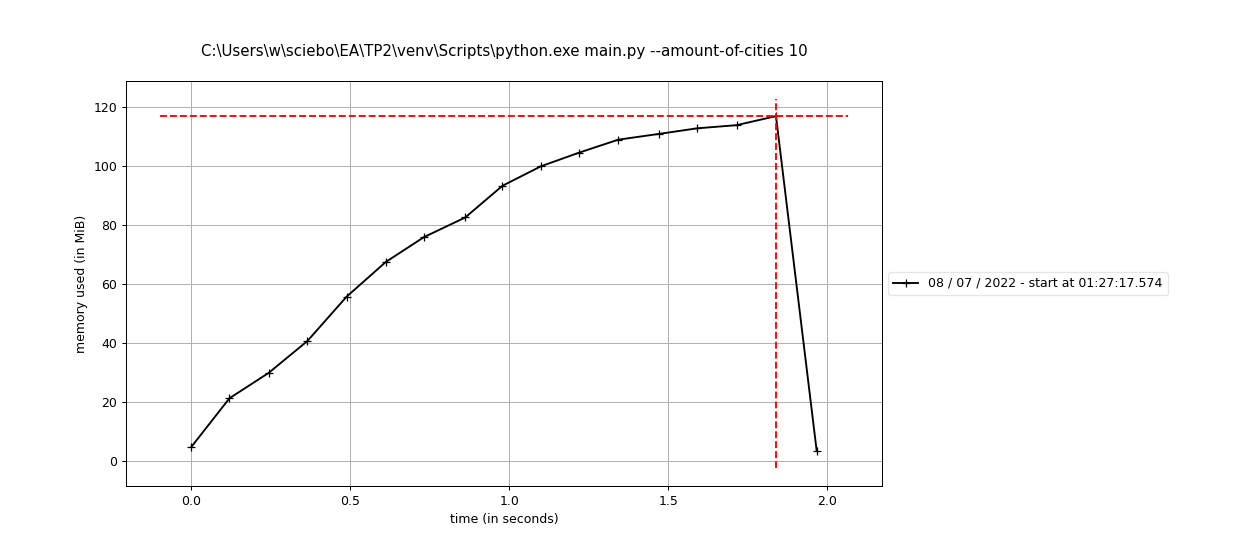 C:\Users\w\sciebo\EA\TP2\venv\Scripts\python.exe main.py --amount-of-cities 10
120
100
80
60
40
20
0
memory used (in MiB)
0.0 0.5 1.0 1.5 2.0
time (in seconds)
08 / 07 / 2022 - start at 01:27:17.574